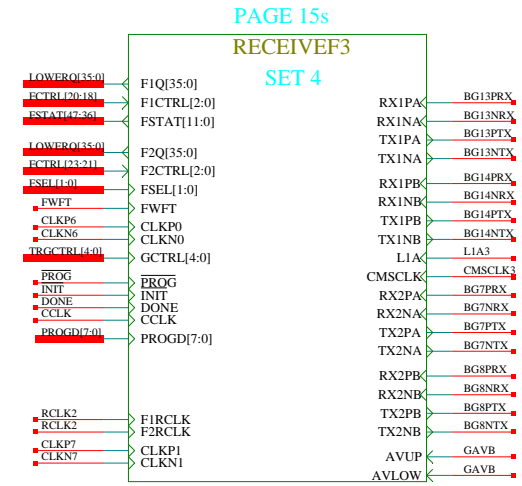 PAGE 15s
RECEIVEF3
SET 4
LOWERQ[35:0] F1Q[35:0]
FCTRL[20:18] F1CTRL[2:0] RX1PA BG13PRX
FSTAT[47:36] FSTAT[11:0] RX1NA BG13NRX
TX1PA BG13PTX
LOWERQ[35:0] F2Q[35:0] TX1NA BG13NTX
FCTRL[23:21] F2CTRL[2:0]
FSEL[1:0] FSEL[1:0] RX1PB BG14PRX
FWFT FWFT RX1NB BG14NRX
CLKP6 CLKP0 TX1PB BG14PTX
CLKN6 CLKN0 TX1NB BG14NTX
TRGCTRL[4:0] GCTRL[4:0] L1A L1A3
PROG PROG CMSCLK CMSCLK3
INIT INIT RX2PA BG7PRX
DONE DONE
CCLK CCLK RX2NA BG7NRX
PROGD[7:0] PROGD[7:0] TX2PA BG7PTX
TX2NA BG7NTX
RX2PB BG8PRX
RX2NB BG8NRX
RCLK2 F1RCLK TX2PB BG8PTX
RCLK2 F2RCLK TX2NB BG8NTX
CLKP7 CLKP1 AVUP GAVB
CLKN7 CLKN1
AVLOW GAVB